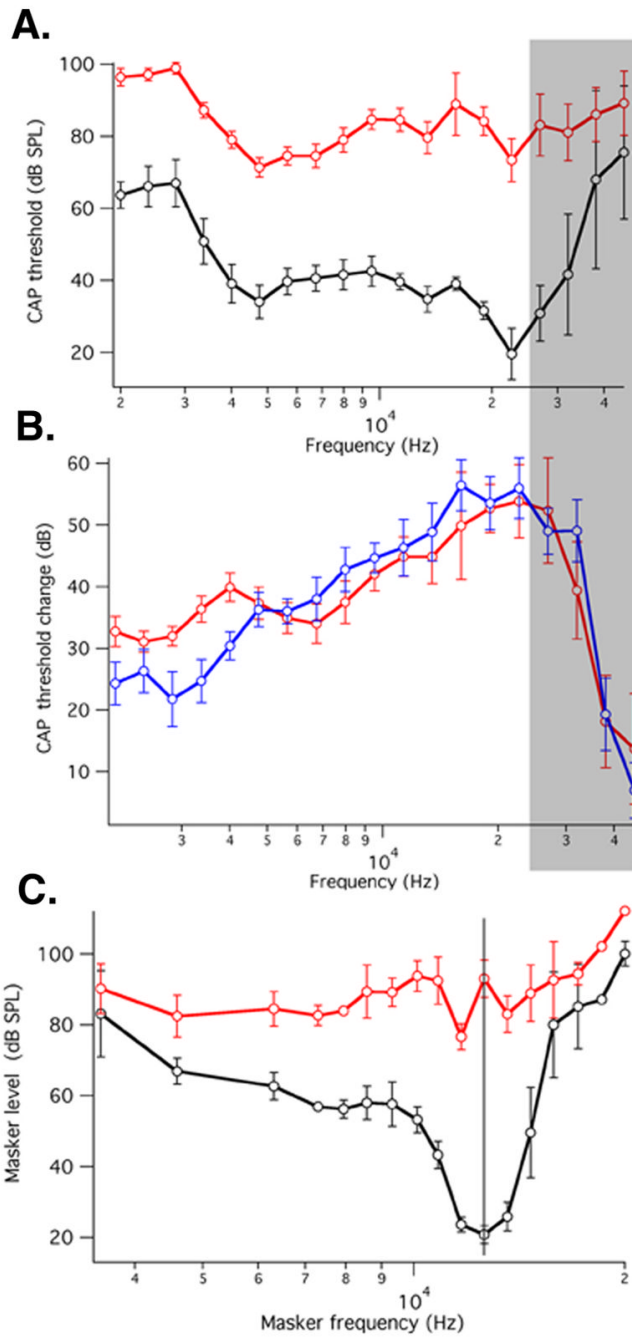 A.
CAP threshold (dB SPL)
100
80
60
40
20
2 3 4 5 6 7 8 9 10⁴ 2 3 4
Frequency (Hz)
B.
CAP threshold change (dB)
60
50
40
30
20
10
3 4 5 6 7 8 9 10⁴ 2 3 4
Frequency (Hz)
C.
Masker level (dB SPL)
100
80
60
40
20
4 5 6 7 8 9 10⁴ 2
Masker frequency (Hz)